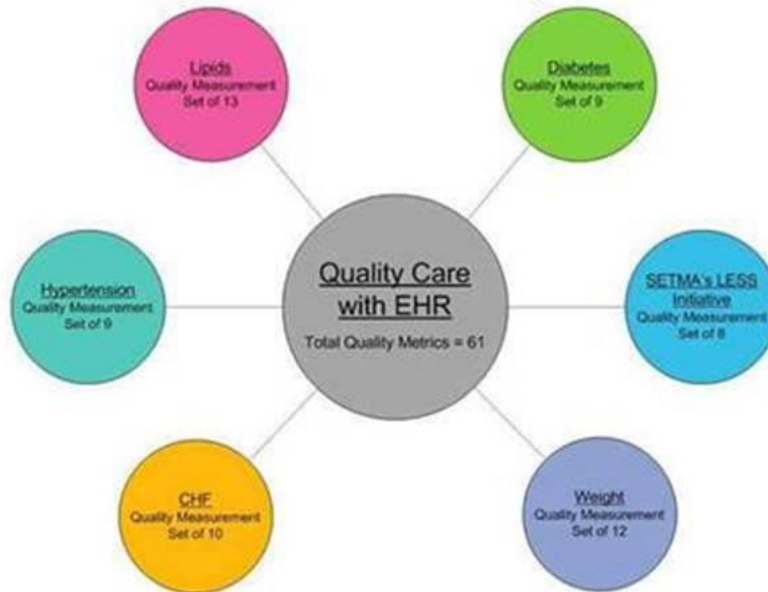 Lipids
Quality Measurement
Set of 13
Diabetes
Quality Measurement
Set of 9
Hypertension
Quality Measurement
Set of 9
Quality Care
with EHR
Total Quality Metrics = 61
SETMA's LESS
Initiative
Quality Measurement
Set of 8
CHF
Quality Measurement
Set of 10
Weight
Quality Measurement
Set of 12